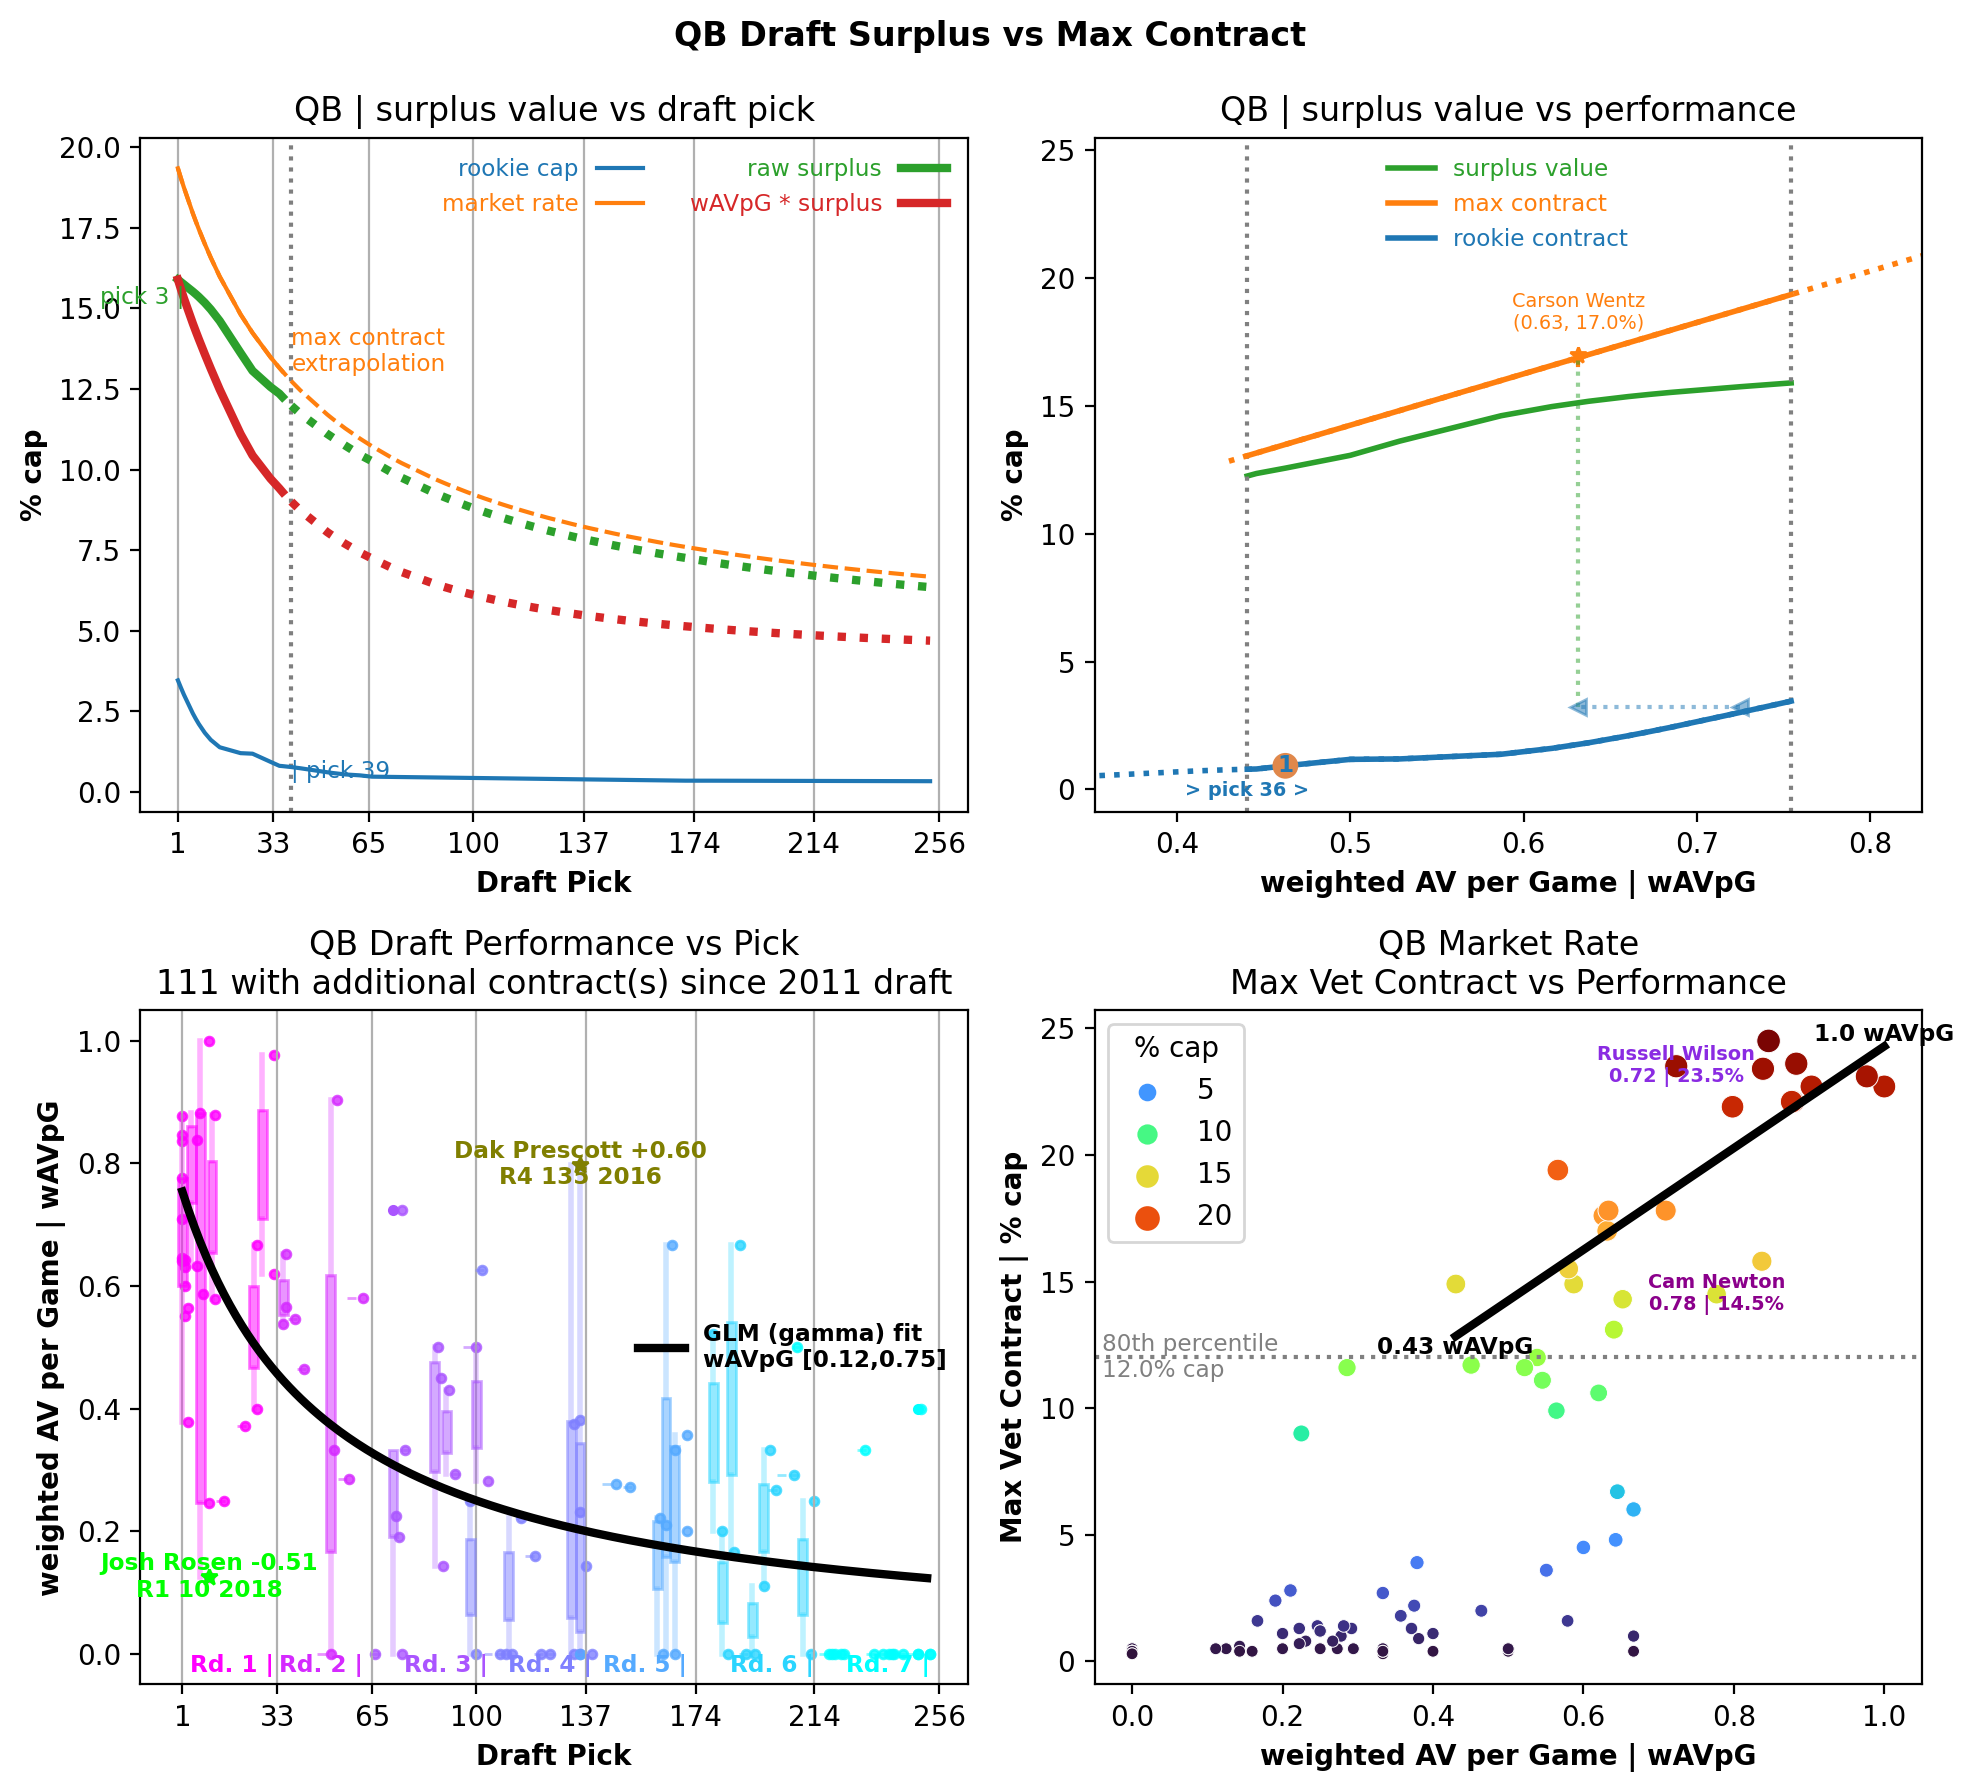 QB Draft Surplus vs Max Contract
QB | surplus value vs draft pick
% cap
20.0
17.5
15.0
12.5
10.0
7.5
5.0
2.5
0.0
rookie cap
market rate
raw surplus
wAVpG * surplus
pick 3 |
max contract
extrapolation
| pick 39
1
33
65
100
137
174
214
256
Draft Pick
QB | surplus value vs performance
% cap
25
20
15
10
5
0
surplus value
max contract
rookie contract
Carson Wentz
(0.63, 17.0%)
1
> pick 36 >
0.4
0.5
0.6
0.7
0.8
weighted AV per Game | wAVpG
QB Draft Performance vs Pick
111 with additional contract(s) since 2011 draft
weighted AV per Game | wAVpG
1.0
0.8
0.6
0.4
0.2
0.0
Dak Prescott +0.60
R4 135 2016
GLM (gamma) fit
wAVpG [0.12,0.75]
Josh Rosen -0.51
R1 10 2018
Rd. 1 |
Rd. 2 |
Rd. 3 |
Rd. 4 |
Rd. 5 |
Rd. 6 |
Rd. 7 |
1
33
65
100
137
174
214
256
Draft Pick
QB Market Rate
Max Vet Contract vs Performance
Max Vet Contract | % cap
25
20
15
10
5
0
% cap
5
10
15
20
1.0 wAVpG
Russell Wilson
0.72 | 23.5%
Cam Newton
0.78 | 14.5%
0.43 wAVpG
80th percentile
12.0% cap
0.0
0.2
0.4
0.6
0.8
1.0
weighted AV per Game | wAVpG